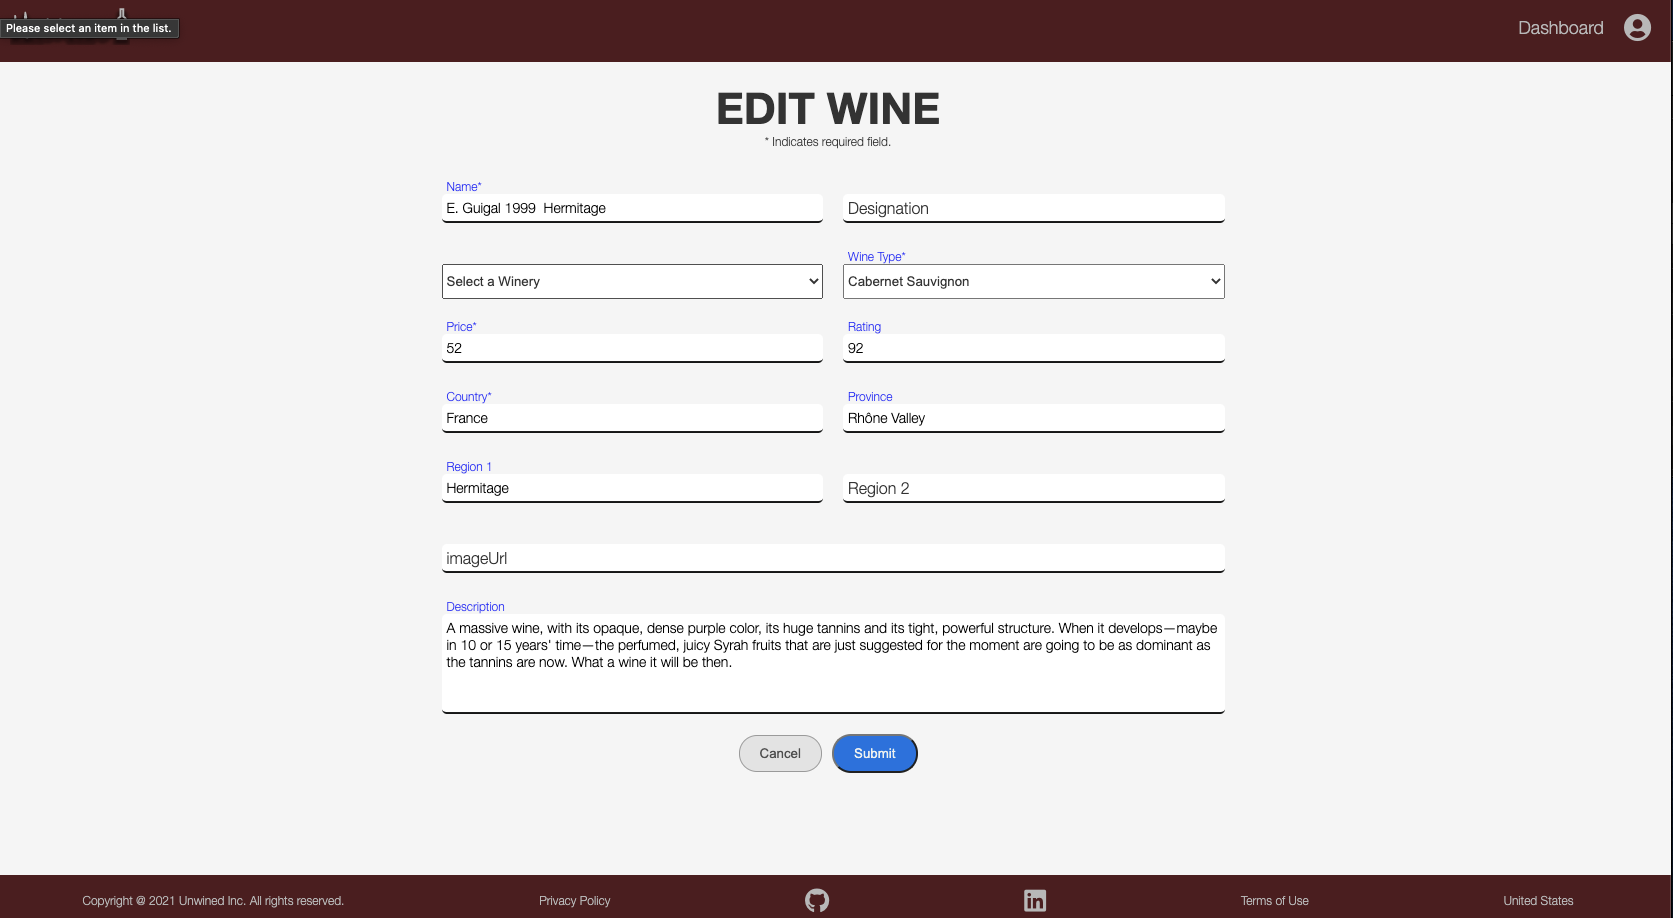 Please select an item in the list.
Dashboard
EDIT WINE
* Indicates required field.
Name*
E. Guigal 1999  Hermitage
Designation
Select a Winery
Wine Type*
Cabernet Sauvignon
Price*
52
Rating
92
Country*
France
Province
Rhône Valley
Region 1
Hermitage
Region 2
imageUrl
Description
A massive wine, with its opaque, dense purple color, its huge tannins and its tight, powerful structure. When it develops—maybe
in 10 or 15 years' time—the perfumed, juicy Syrah fruits that are just suggested for the moment are going to be as dominant as
the tannins are now. What a wine it will be then.
Cancel
Submit
Copyright @ 2021 Unwined Inc. All rights reserved.
Privacy Policy
Terms of Use
United States